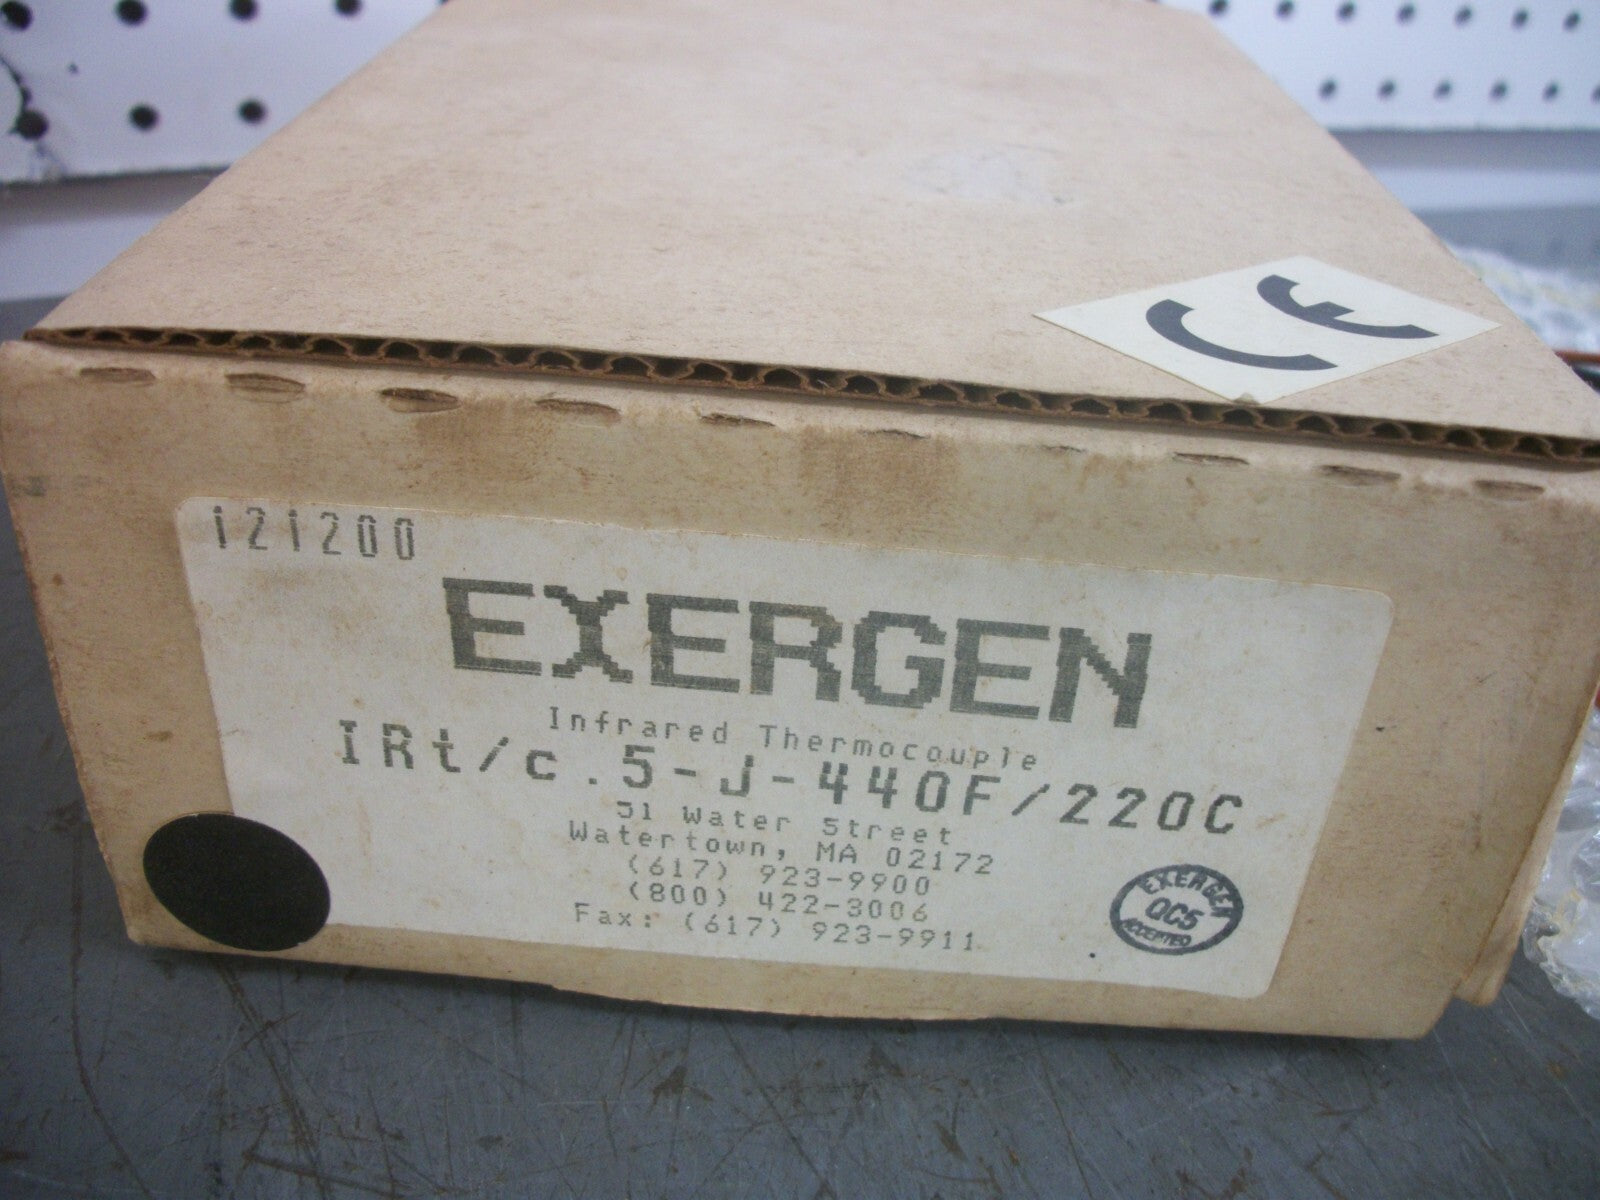 CE
121200
EXERGEN
Infrared Thermocouple
IRt/c.5-J-440F/220C
51 Water Street
Watertown, MA 02172
(617) 923-9900
(800) 422-3006
Fax: (617) 923-9911
EXERGEN
QC5
ACCEPTED